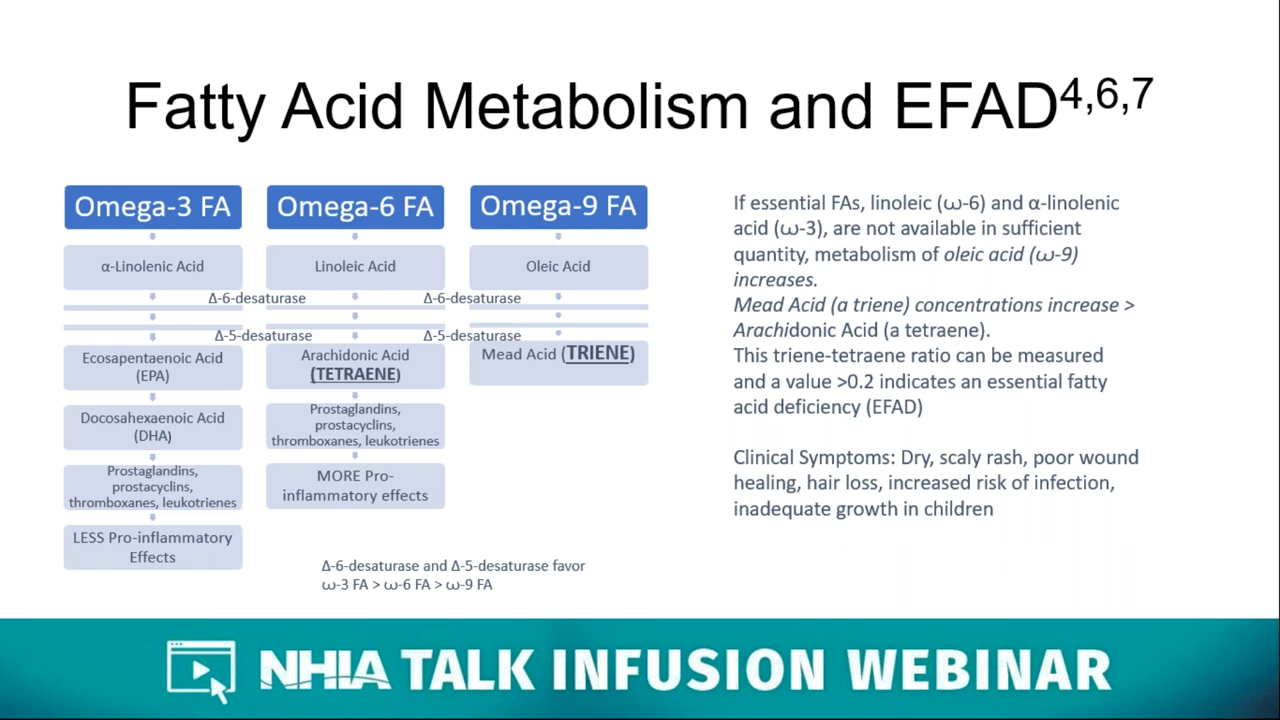 Fatty Acid Metabolism and EFAD4,6,7
Omega-3 FA
Omega-6 FA
Omega-9 FA
α-Linolenic Acid
Linoleic Acid
Oleic Acid
Δ-6-desaturase
Δ-6-desaturase
Δ-5-desaturase
Δ-5-desaturase
Ecosapentaenoic Acid
(EPA)
Arachidonic Acid
(TETRAENE)
Mead Acid (TRIENE)
Docosahexaenoic Acid
(DHA)
Prostaglandins,
prostacyclins,
thromboxanes, leukotrienes
Prostaglandins,
prostacyclins,
thromboxanes, leukotrienes
MORE Pro-
inflammatory effects
LESS Pro-inflammatory
Effects
Δ-6-desaturase and Δ-5-desaturase favor
ω-3 FA > ω-6 FA > ω-9 FA
If essential FAs, linoleic (ω-6) and α-linolenic
acid (ω-3), are not available in sufficient
quantity, metabolism of oleic acid (ω-9)
increases.
Mead Acid (a triene) concentrations increase >
Arachidonic Acid (a tetraene).
This triene-tetraene ratio can be measured
and a value >0.2 indicates an essential fatty
acid deficiency (EFAD)
Clinical Symptoms: Dry, scaly rash, poor wound
healing, hair loss, increased risk of infection,
inadequate growth in children
NHIA TALK INFUSION WEBINAR